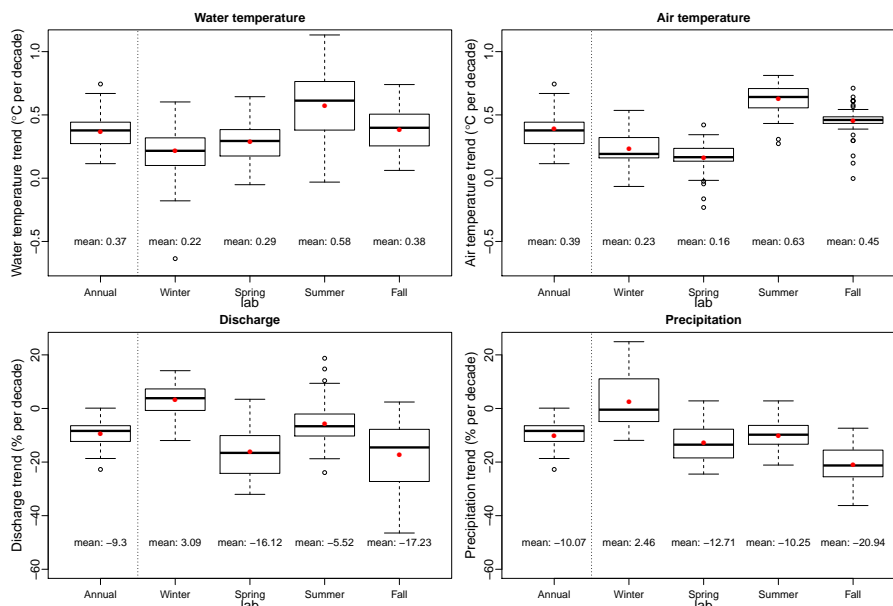 Water temperature
Water temperature trend (°C per decade)
1.0
0.5
0.0
−0.5
mean: 0.37
mean: 0.22
mean: 0.29
mean: 0.58
mean: 0.38
Annual
Winter
Spring
Summer
Fall
lab
Air temperature
Air temperature trend (°C per decade)
1.0
0.5
0.0
−0.5
mean: 0.39
mean: 0.23
mean: 0.16
mean: 0.63
mean: 0.45
Annual
Winter
Spring
Summer
Fall
lab
Discharge
Discharge trend (% per decade)
20
0
−20
−40
−60
mean: −9.3
mean: 3.09
mean: −16.12
mean: −5.52
mean: −17.23
Annual
Winter
Spring
Summer
Fall
lab
Precipitation
Precipitation trend (% per decade)
20
0
−20
−40
−60
mean: −10.07
mean: 2.46
mean: −12.71
mean: −10.25
mean: −20.94
Annual
Winter
Spring
Summer
Fall
lab